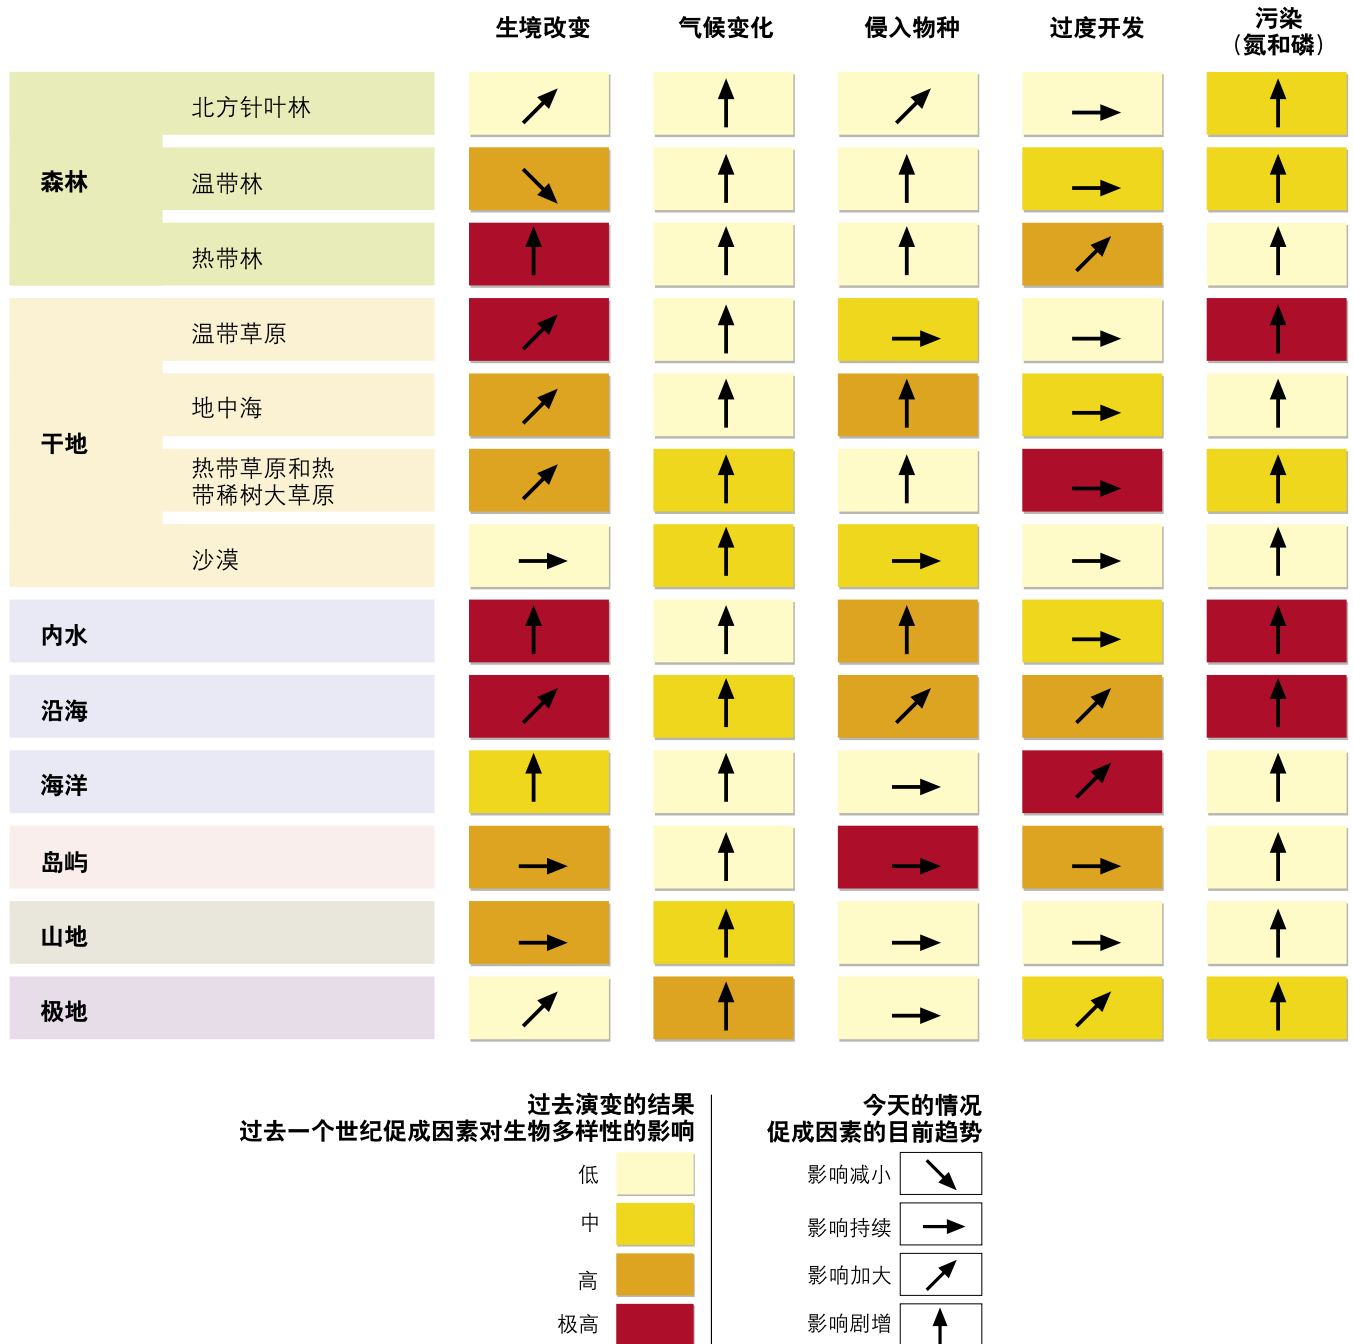 生境改变
气候变化
侵入物种
过度开发
污染
（氮和磷）
森林
北方针叶林
温带林
热带林
干地
温带草原
地中海
热带草原和热
带稀树大草原
沙漠
内水
沿海
海洋
岛屿
山地
极地
过去演变的结果
过去一个世纪促成因素对生物多样性的影响
低
中
高
极高
今天的情况
促成因素的目前趋势
影响减小
影响持续
影响加大
影响剧增